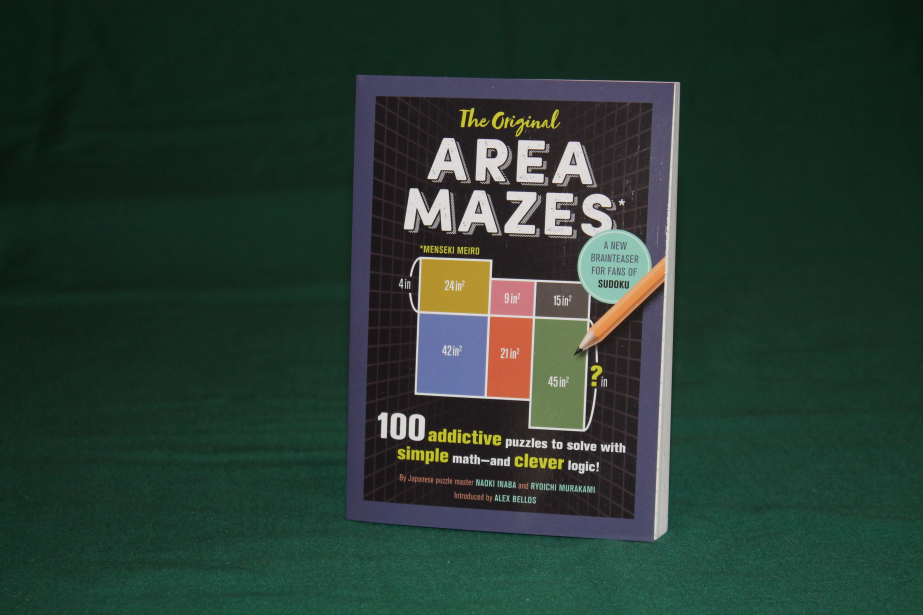 The Original
AREA
MAZES*
*MENSEKI MEIRO
A NEW
BRAINTEASER
FOR FANS OF
SUDOKU
4 in
24 in²
9 in²
15 in²
42 in²
21 in²
45 in²
? in
100 addictive puzzles to solve with
simple math—and clever logic!
By Japanese puzzle master NAOKI INABA and RYOICHI MURAKAMI
Introduced by ALEX BELLOS